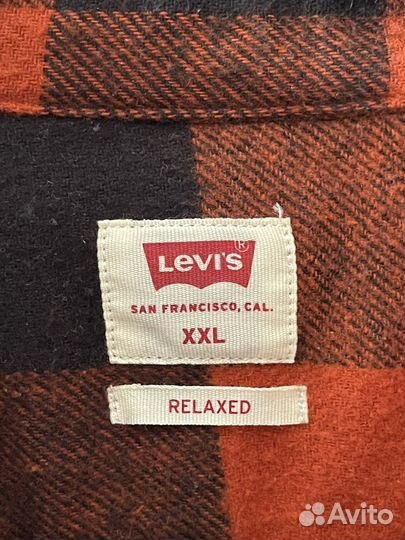 Levi's ®
SAN FRANCISCO, CAL.
XXL
RELAXED
Avito